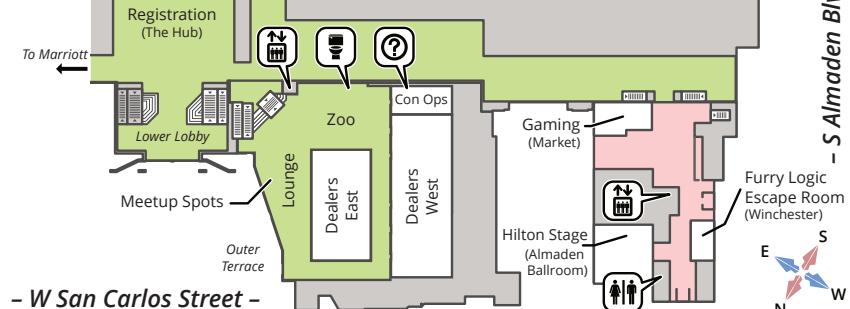 Registration
(The Hub)
To Marriott
?
Con Ops
Lower Lobby
Zoo
Lounge
Dealers
East
Dealers
West
Meetup Spots
Outer
Terrace
– W San Carlos Street –
Gaming
(Market)
Hilton Stage
(Almaden
Ballroom)
Furry Logic
Escape Room
(Winchester)
– S Almaden Blv
S
E
W
N